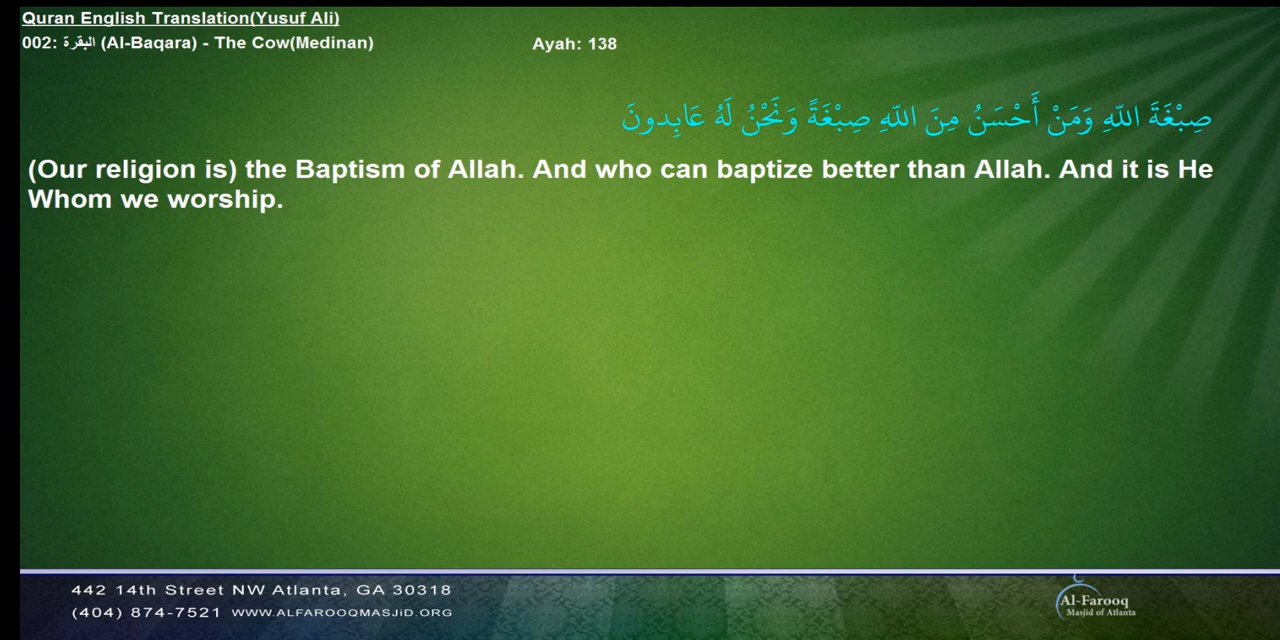 Quran English Translation(Yusuf Ali)
002: البقرة (Al-Baqara) - The Cow(Medinan) Ayah: 138
صِبْغَةَ اللّهِ وَمَنْ أَحْسَنُ مِنَ اللّهِ صِبْغَةً وَنَحْنُ لَهُ عَابِدونَ
(Our religion is) the Baptism of Allah. And who can baptize better than Allah. And it is He
Whom we worship.
442 14th Street NW Atlanta, GA 30318
(404) 874-7521 WWW.ALFAROOQMASJiD.ORG
Al-Farooq
Masjid of Atlanta